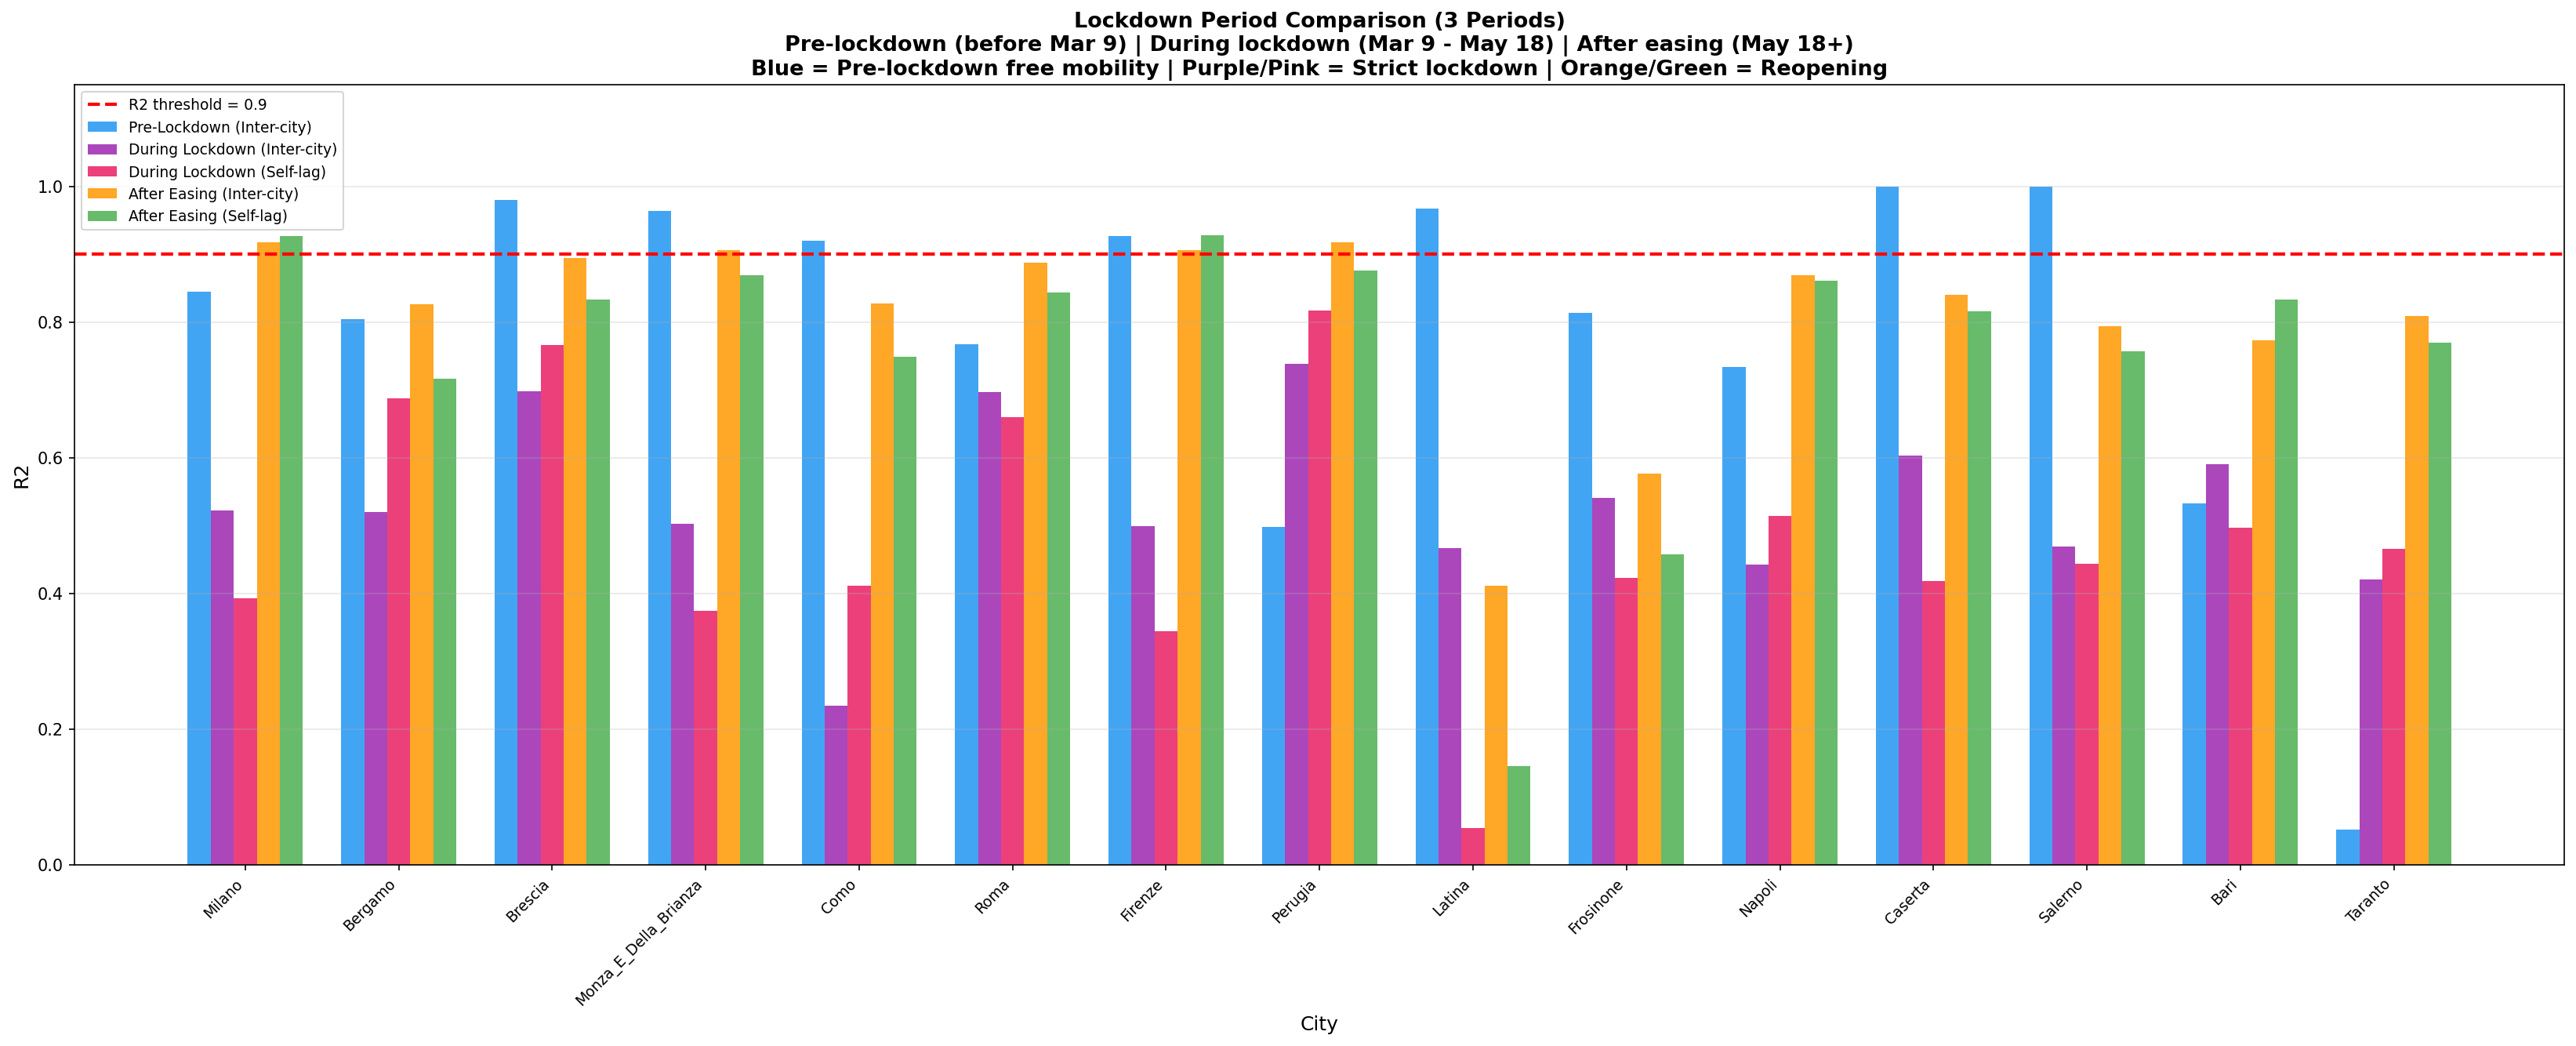 Lockdown Period Comparison (3 Periods)
Pre-lockdown (before Mar 9) | During lockdown (Mar 9 - May 18) | After easing (May 18+)
Blue = Pre-lockdown free mobility | Purple/Pink = Strict lockdown | Orange/Green = Reopening
R2 threshold = 0.9
Pre-Lockdown (Inter-city)
During Lockdown (Inter-city)
During Lockdown (Self-lag)
After Easing (Inter-city)
After Easing (Self-lag)
R2
1.0
0.8
0.6
0.4
0.2
0.0
Milano
Bergamo
Brescia
Monza_E_Della_Brianza
Como
Roma
Firenze
Perugia
Latina
Frosinone
Napoli
Caserta
Salerno
Bari
Taranto
City